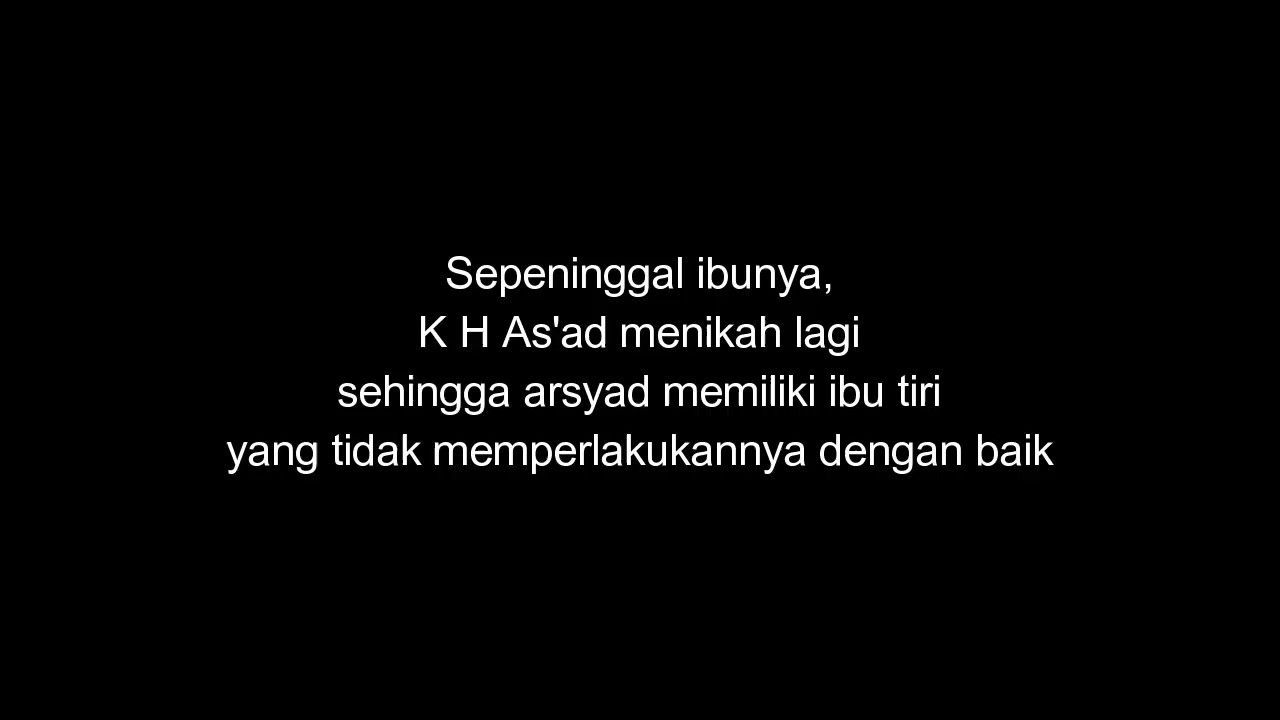 Sepeninggal ibunya,
K H As'ad menikah lagi
sehingga arsyad memiliki ibu tiri
yang tidak memperlakukannya dengan baik